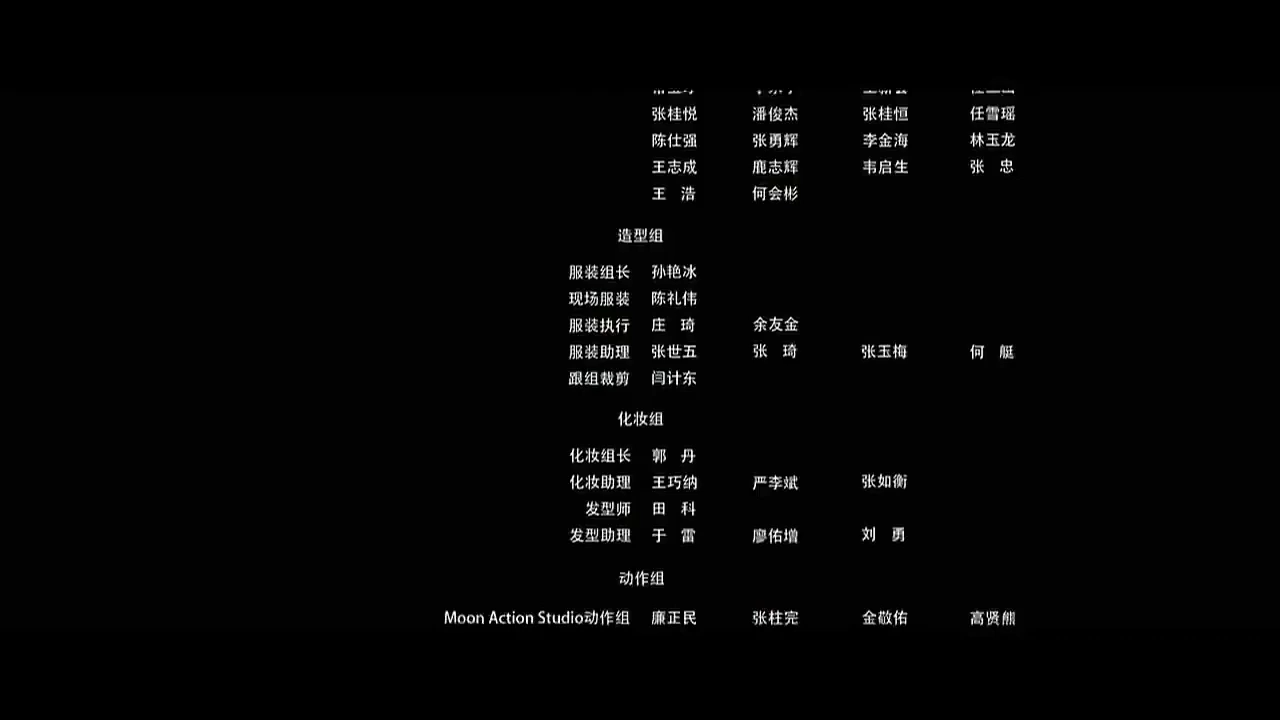 张桂悦 潘俊杰 张桂恒 任雪瑶
陈仕强 张勇辉 李金海 林玉龙
王志成 鹿志辉 韦启生 张 忠
王 浩 何会彬
造型组
服装组长 孙艳冰
现场服装 陈礼伟
服装执行 庄 琦 余友金
服装助理 张世五 张 琦 张玉梅 何 艇
跟组裁剪 闫计东
化妆组
化妆组长 郭 丹
化妆助理 王巧纳 严李斌 张如衡
发型师 田 科
发型助理 于 雷 廖佑增 刘 勇
动作组
Moon Action Studio动作组 廉正民 张柱完 金敬佑 高贤熊